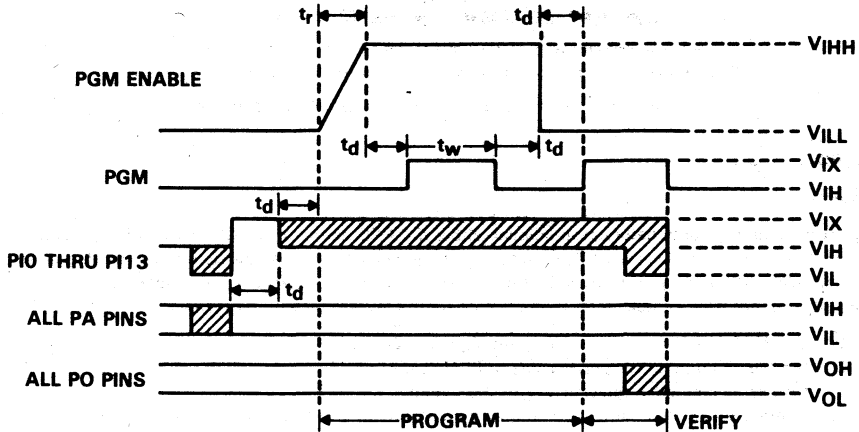 tr
td
VIHH
PGM ENABLE
VILL
td
tw
td
VIX
PGM
VIH
td
VIX
VIH
PI0 THRU PI13
VIL
td
VIH
ALL PA PINS
VIL
VOH
ALL PO PINS
VOL
PROGRAM
VERIFY